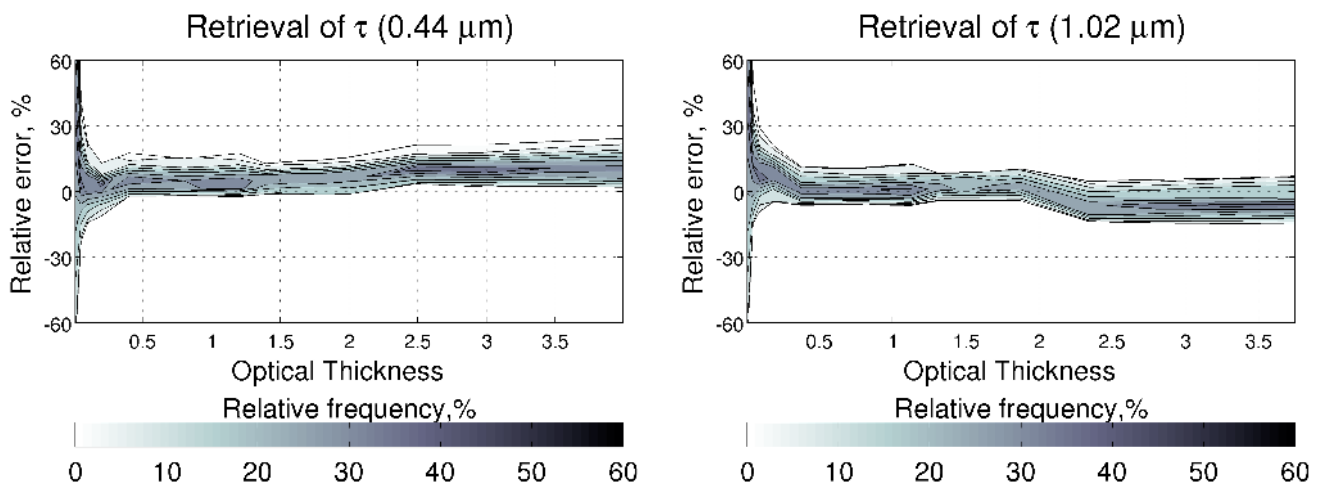 Retrieval of τ (0.44 μm)
60
30
0
-30
-60
Relative error, %
0.5 1 1.5 2 2.5 3 3.5
Optical Thickness
Relative frequency,%
0 10 20 30 40 50 60
Retrieval of τ (1.02 μm)
60
30
0
-30
-60
Relative error, %
0.5 1 1.5 2 2.5 3 3.5
Optical Thickness
Relative frequency,%
0 10 20 30 40 50 60